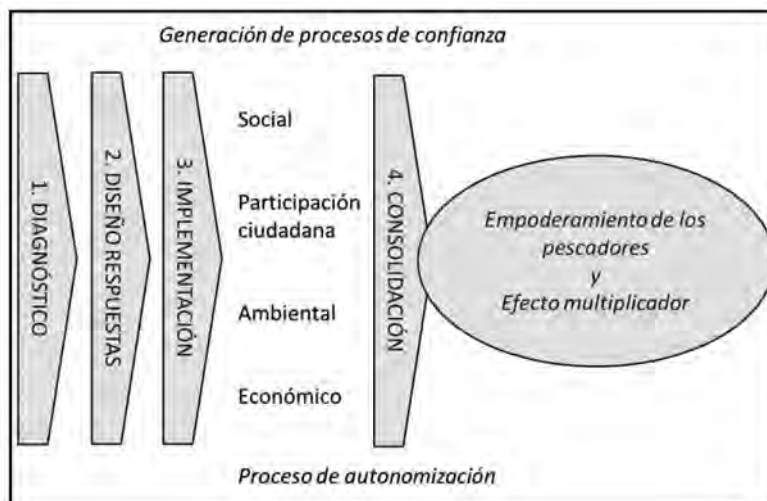 Generación de procesos de confianza
1. DIAGNÓSTICO
2. DISEÑO RESPUESTAS
3. IMPLEMENTACIÓN
Social
Participación
ciudadana
Ambiental
Económico
4. CONSOLIDACIÓN
Empoderamiento de los
pescadores
y
Efecto multiplicador
Proceso de autonomización